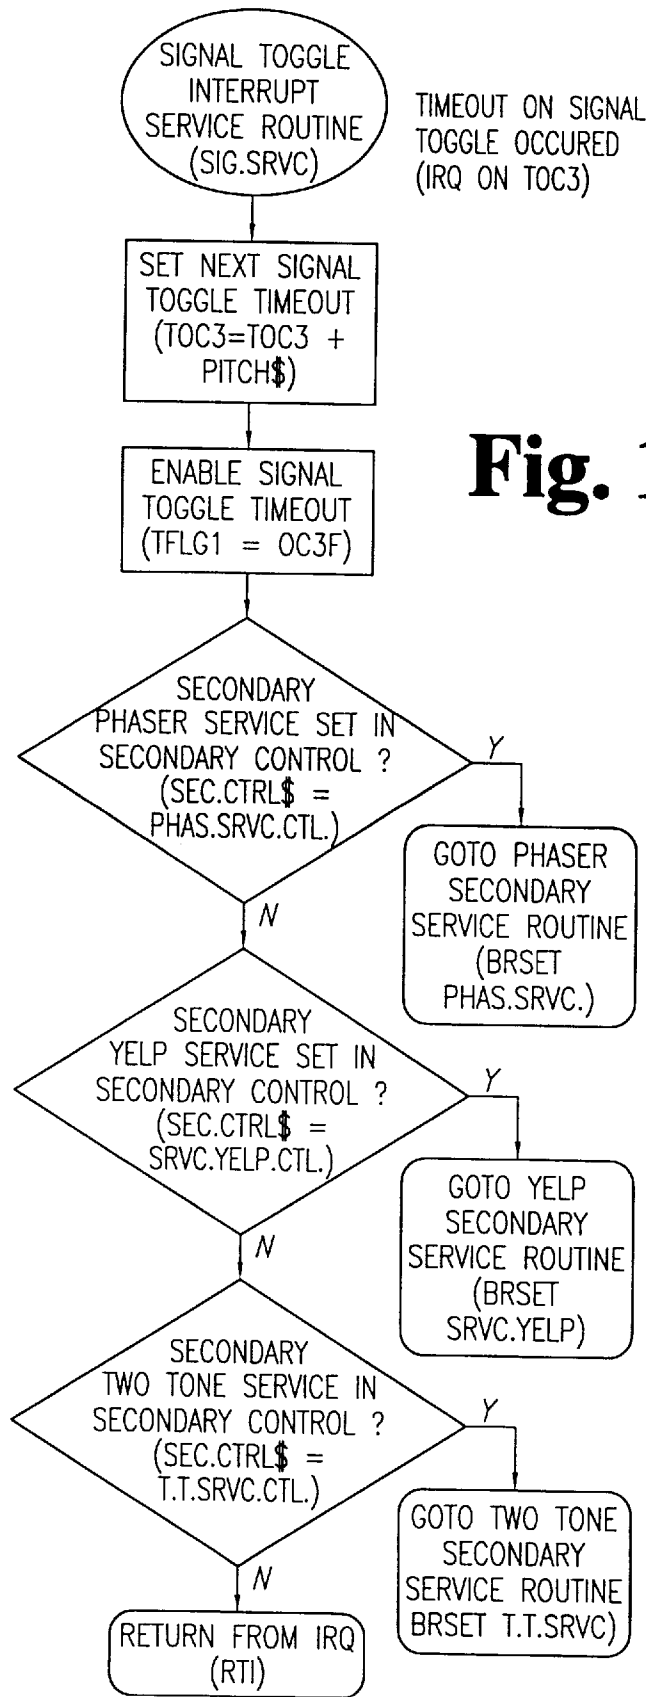 SIGNAL TOGGLE
INTERRUPT
SERVICE ROUTINE
(SIG.SRVC)
TIMEOUT ON SIGNAL
TOGGLE OCCURED
(IRQ ON TOC3)
SET NEXT SIGNAL
TOGGLE TIMEOUT
(TOC3=TOC3 +
PITCH$)
Fig.
ENABLE SIGNAL
TOGGLE TIMEOUT
(TFLG1 = OC3F)
SECONDARY
PHASER SERVICE SET IN
SECONDARY CONTROL ?
(SEC.CTRL$ =
PHAS.SRVC.CTL.)
Y
N
GOTO PHASER
SECONDARY
SERVICE ROUTINE
(BRSET
PHAS.SRVC.)
SECONDARY
YELP SERVICE SET IN
SECONDARY CONTROL ?
(SEC.CTRL$ =
SRVC.YELP.CTL.)
Y
N
GOTO YELP
SECONDARY
SERVICE ROUTINE
(BRSET
SRVC.YELP)
SECONDARY
TWO TONE SERVICE IN
SECONDARY CONTROL ?
(SEC.CTRL$ =
T.T.SRVC.CTL.)
Y
N
GOTO TWO TONE
SECONDARY
SERVICE ROUTINE
BRSET T.T.SRVC)
RETURN FROM IRQ
(RTI)